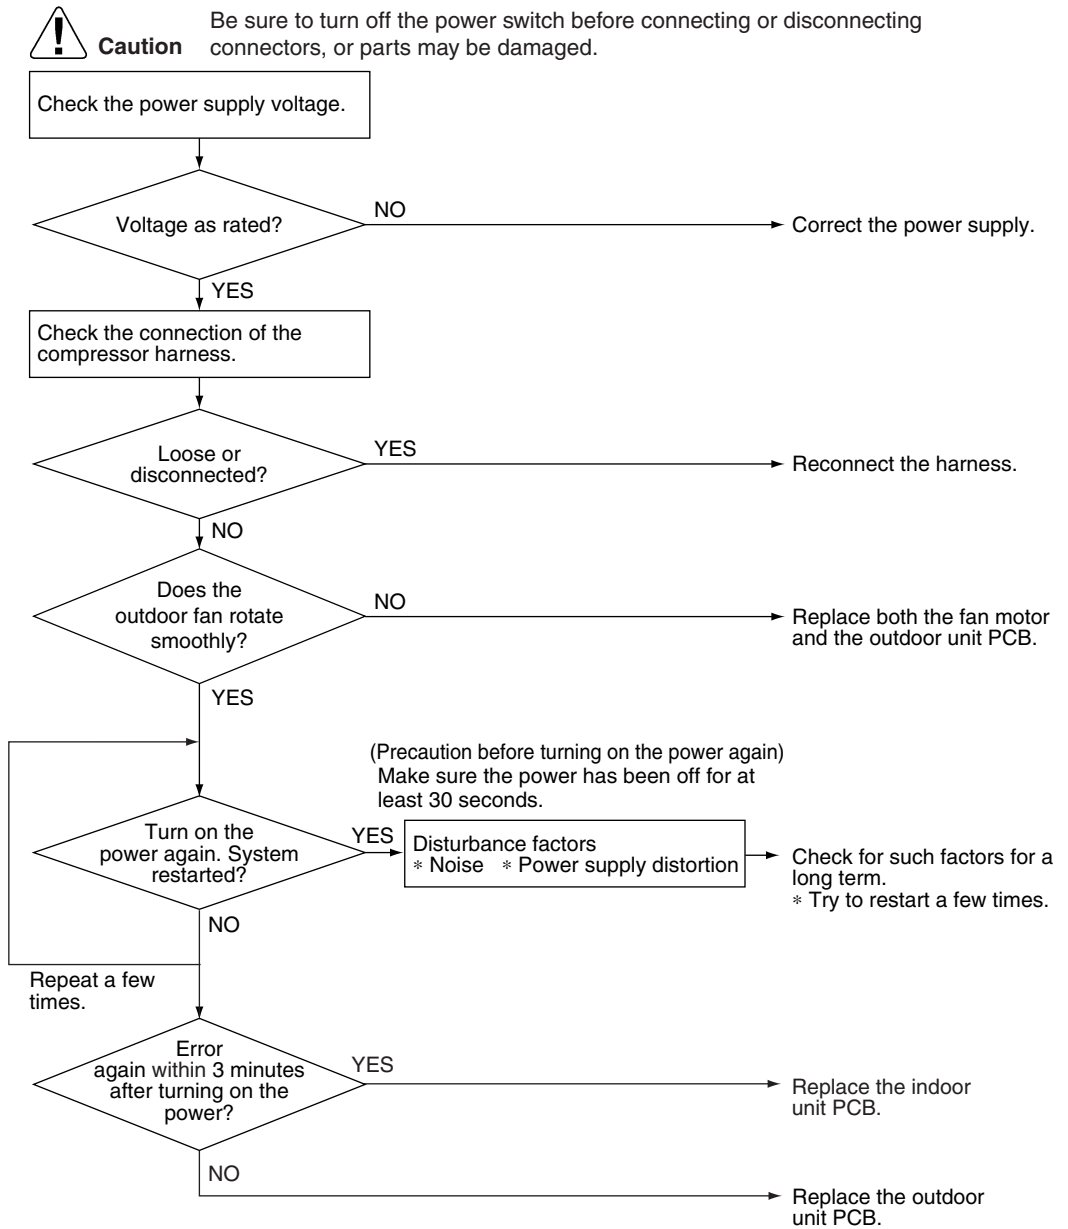 Be sure to turn off the power switch before connecting or disconnecting
Caution
connectors, or parts may be damaged.
Check the power supply voltage.
Voltage as rated?
NO
Correct the power supply.
YES
Check the connection of the
compressor harness.
Loose or
disconnected?
YES
Reconnect the harness.
NO
Does the
outdoor fan rotate
smoothly?
NO
Replace both the fan motor
and the outdoor unit PCB.
YES
(Precaution before turning on the power again)
Make sure the power has been off for at
least 30 seconds.
Turn on the
power again. System
restarted?
YES
Disturbance factors
* Noise * Power supply distortion
Check for such factors for a
long term.
* Try to restart a few times.
NO
Repeat a few
times.
Error
again within 3 minutes
after turning on the
power?
YES
Replace the indoor
unit PCB.
NO
Replace the outdoor
unit PCB.